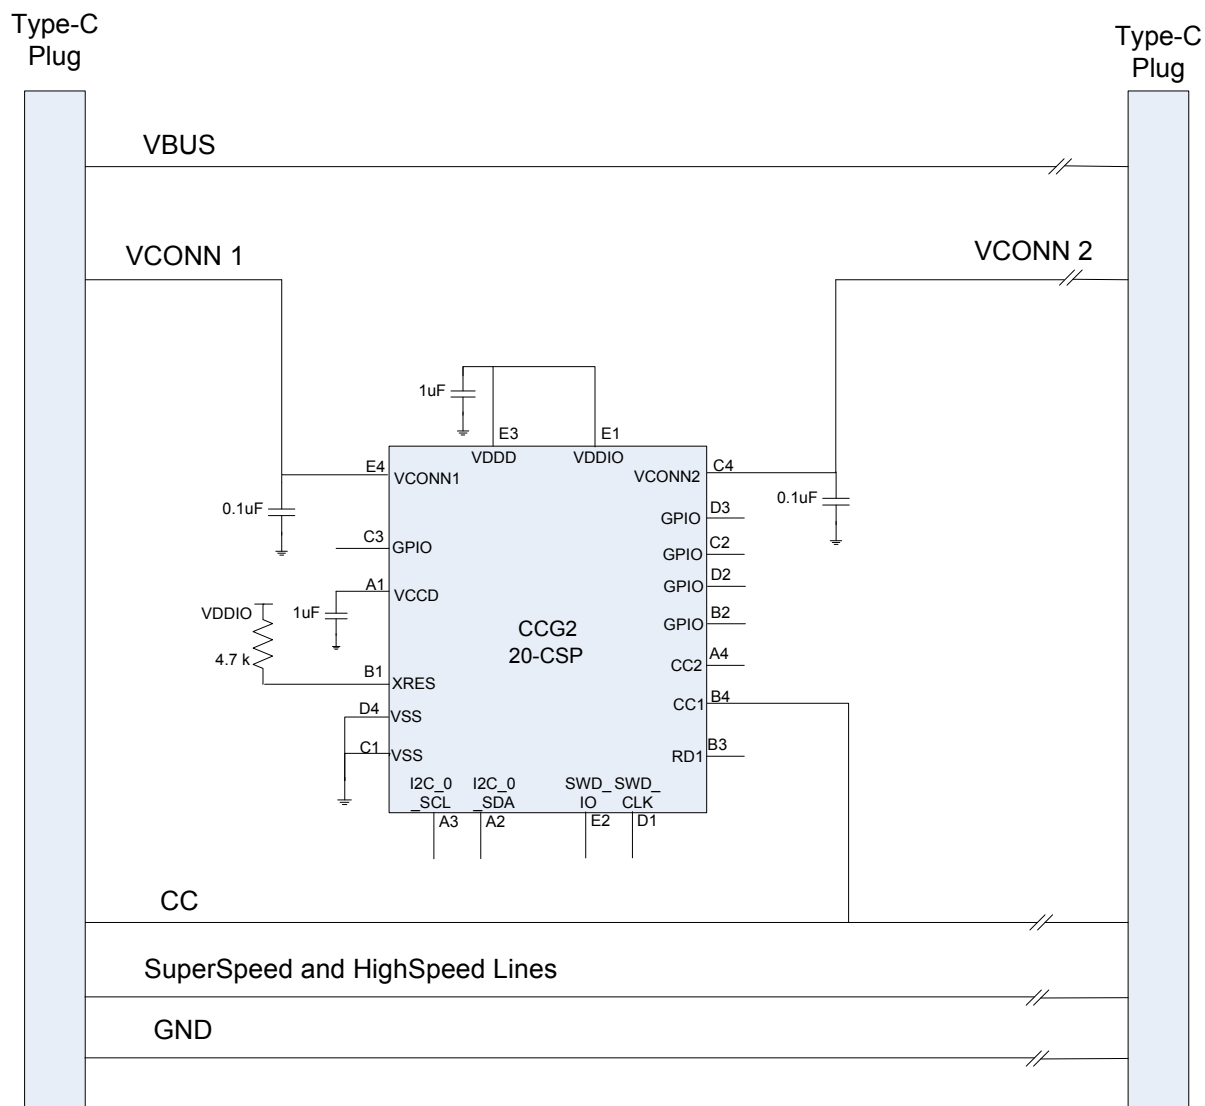 Type-C
Plug
Type-C
Plug
VBUS
VCONN 1
VCONN 2
1uF
E3
E1
VDDD
VDDIO
E4
VCONN1
VCONN2
C4
0.1uF
0.1uF
GPIO
D3
C3
GPIO
GPIO
C2
A1
VCCD
GPIO
D2
VDDIO
1uF
GPIO
B2
4.7 k
CCG2
20-CSP
CC2
A4
B1
XRES
CC1
B4
D4
VSS
C1
VSS
RD1
B3
I2C_0
_SCL
I2C_0
_SDA
SWD_
IO
SWD_
CLK
A3
A2
E2
D1
CC
SuperSpeed and HighSpeed Lines
GND